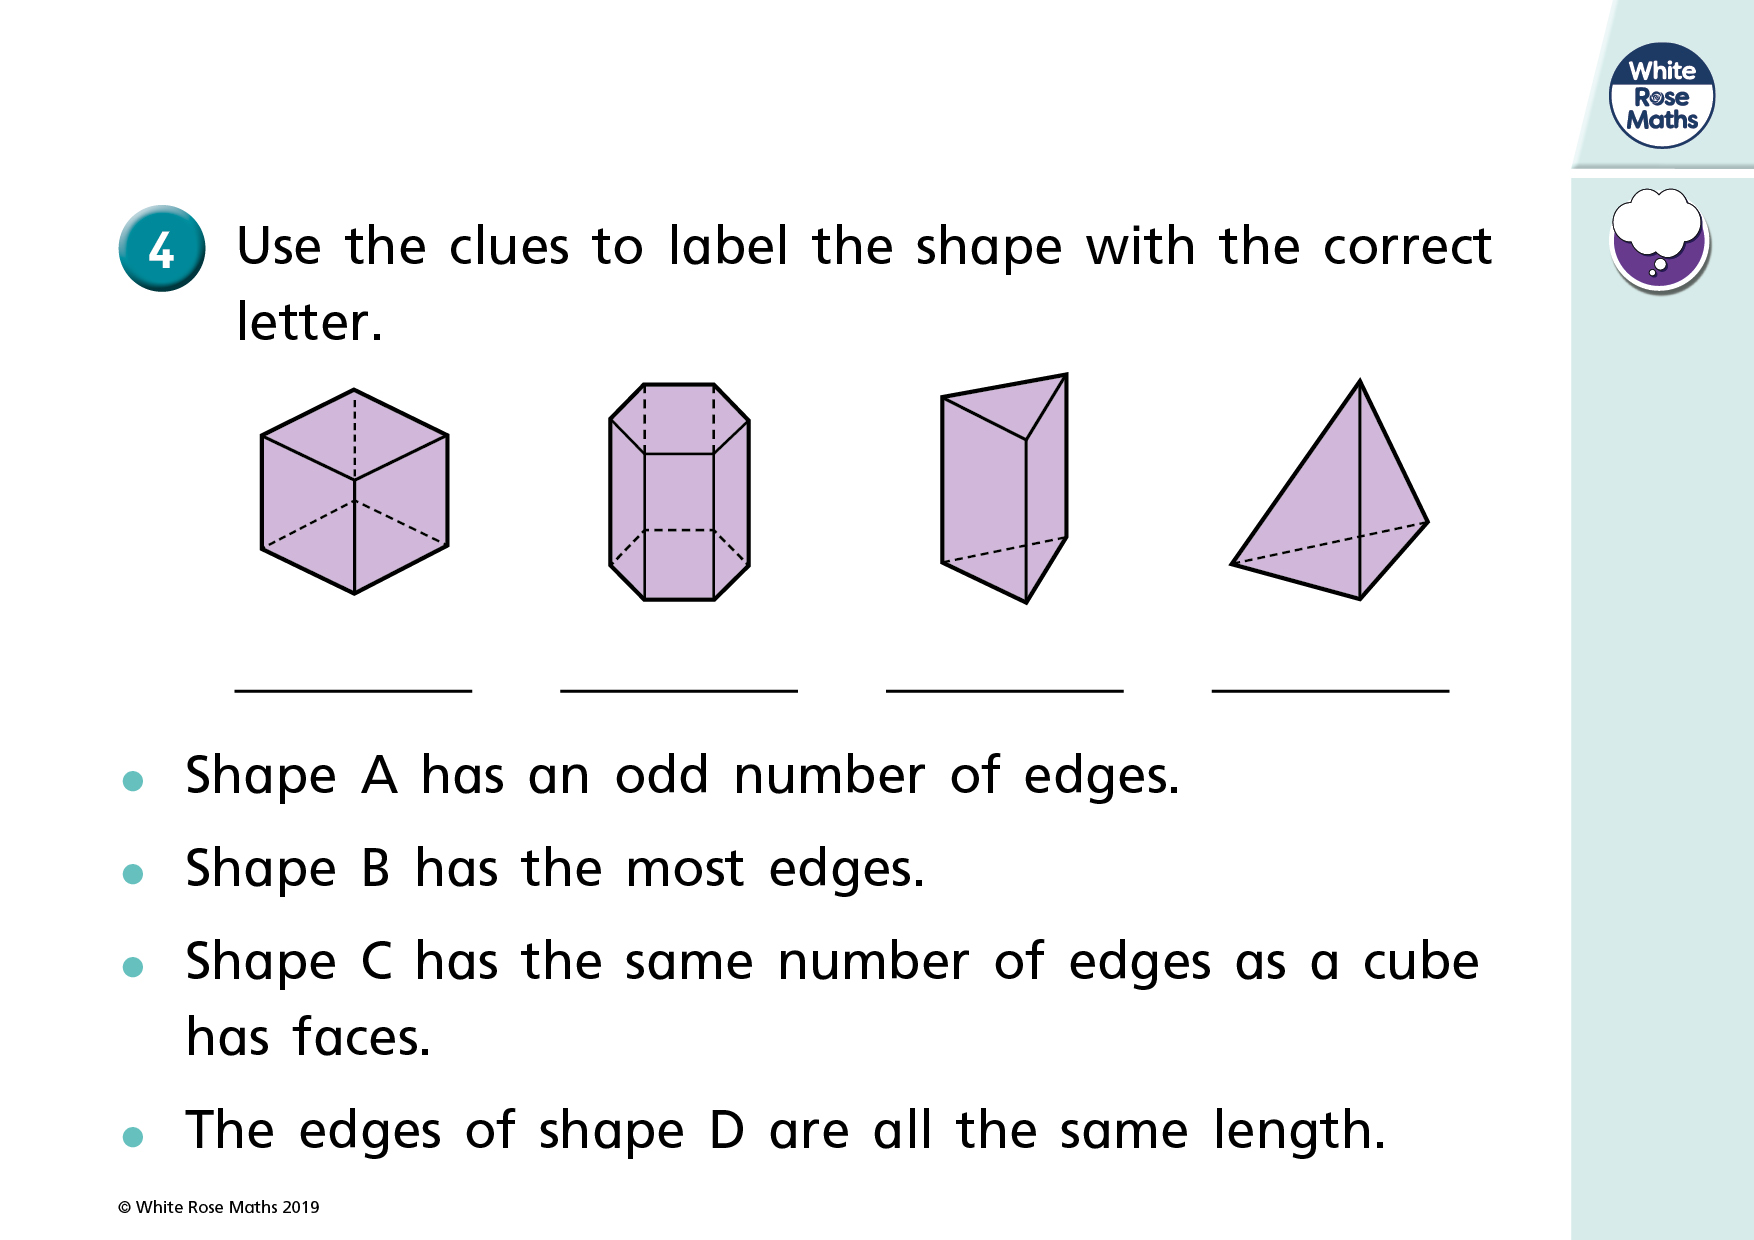 White
Rose
Maths
4 Use the clues to label the shape with the correct
letter.
Shape A has an odd number of edges.
Shape B has the most edges.
Shape C has the same number of edges as a cube
has faces.
The edges of shape D are all the same length.
© White Rose Maths 2019